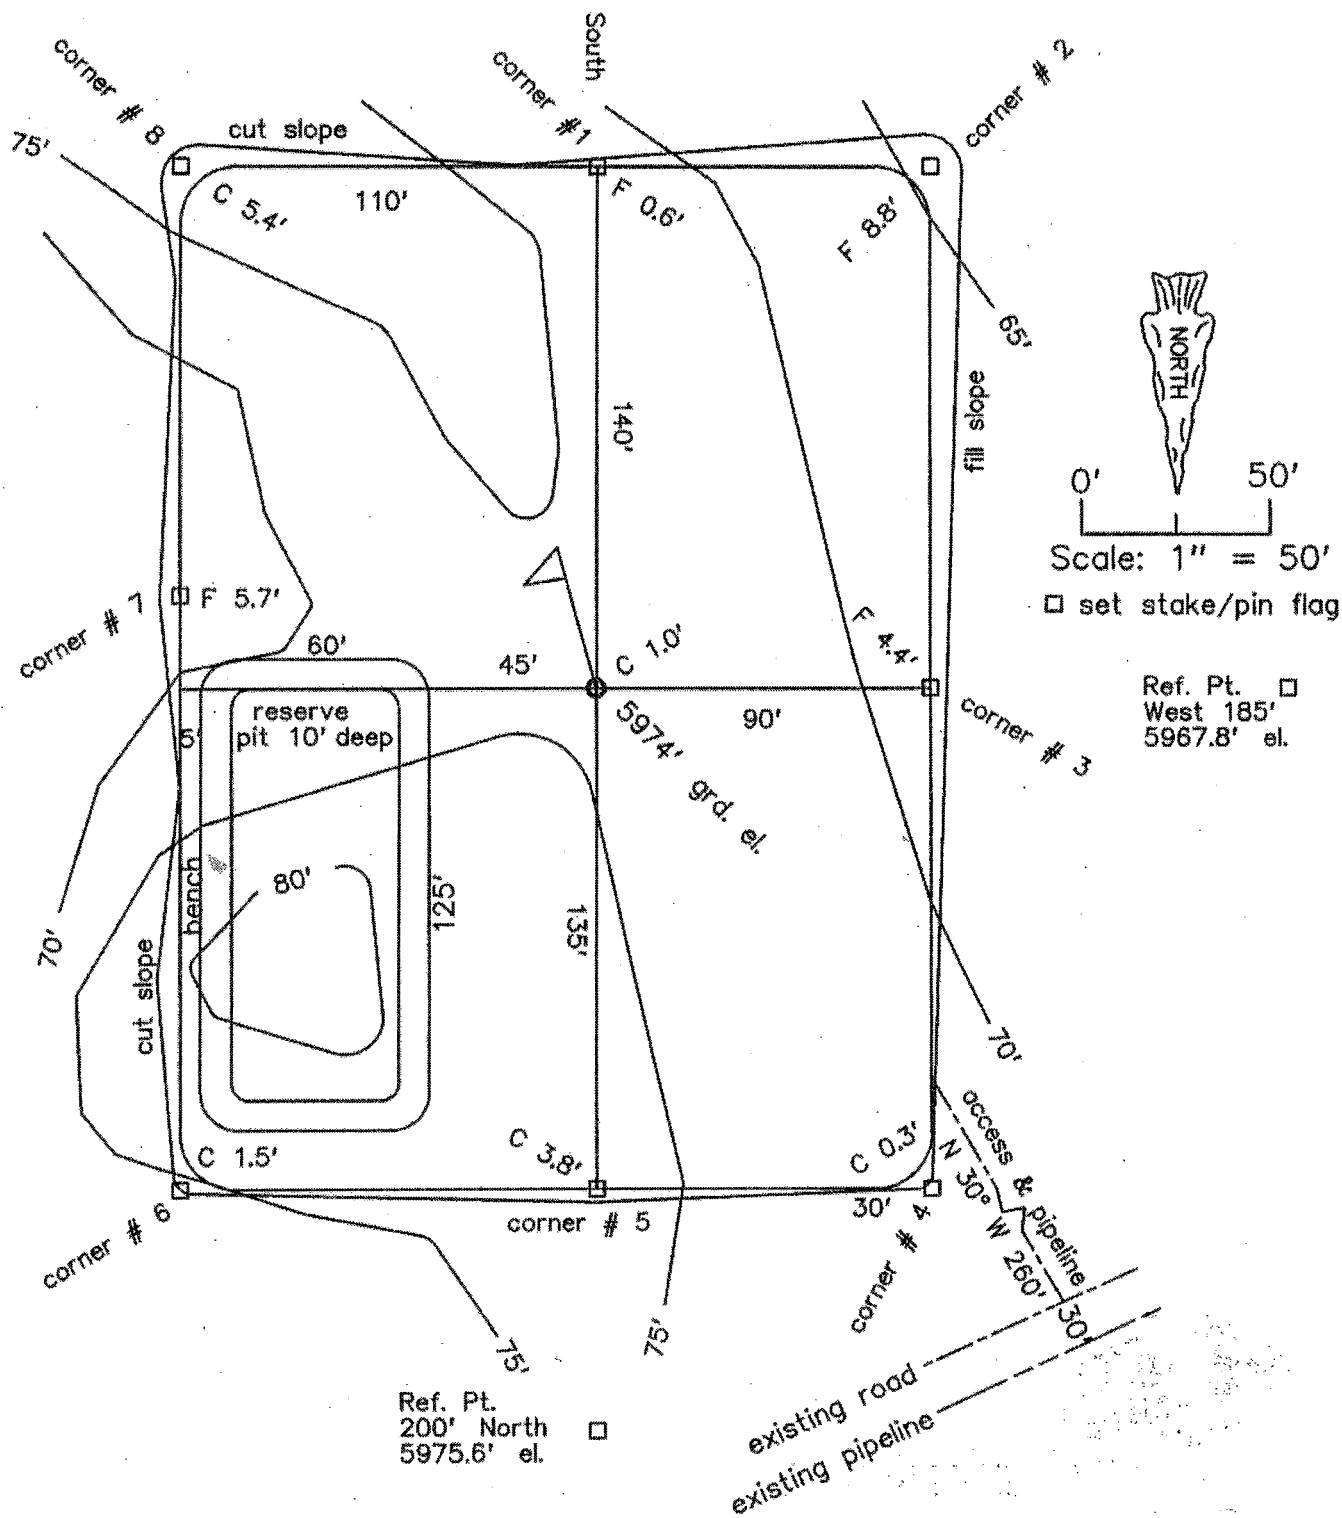 South
corner # 8
cut slope
corner #1
corner # 2
75'
C 5.4'
110'
F 0.6'
F 8.8'
65'
NORTH
140'
fill slope
0' 50'
Scale: 1" = 50'
set stake/pin flag
corner # 7
F 5.7'
60'
45'
C 1.0'
F 4.4'
5'
reserve
pit 10' deep
5974' grd. el.
90'
corner # 3
Ref. Pt.
West 185'
5967.8' el.
bench
80'
125'
135'
70'
cut slope
70'
C 1.5'
C 3.8'
C 0.3'
30'
corner # 6
corner # 5
corner # 4
access & pipeline
N 30° W 260'
30'
75'
75'
existing road
existing pipeline
Ref. Pt.
200' North
5975.6' el.